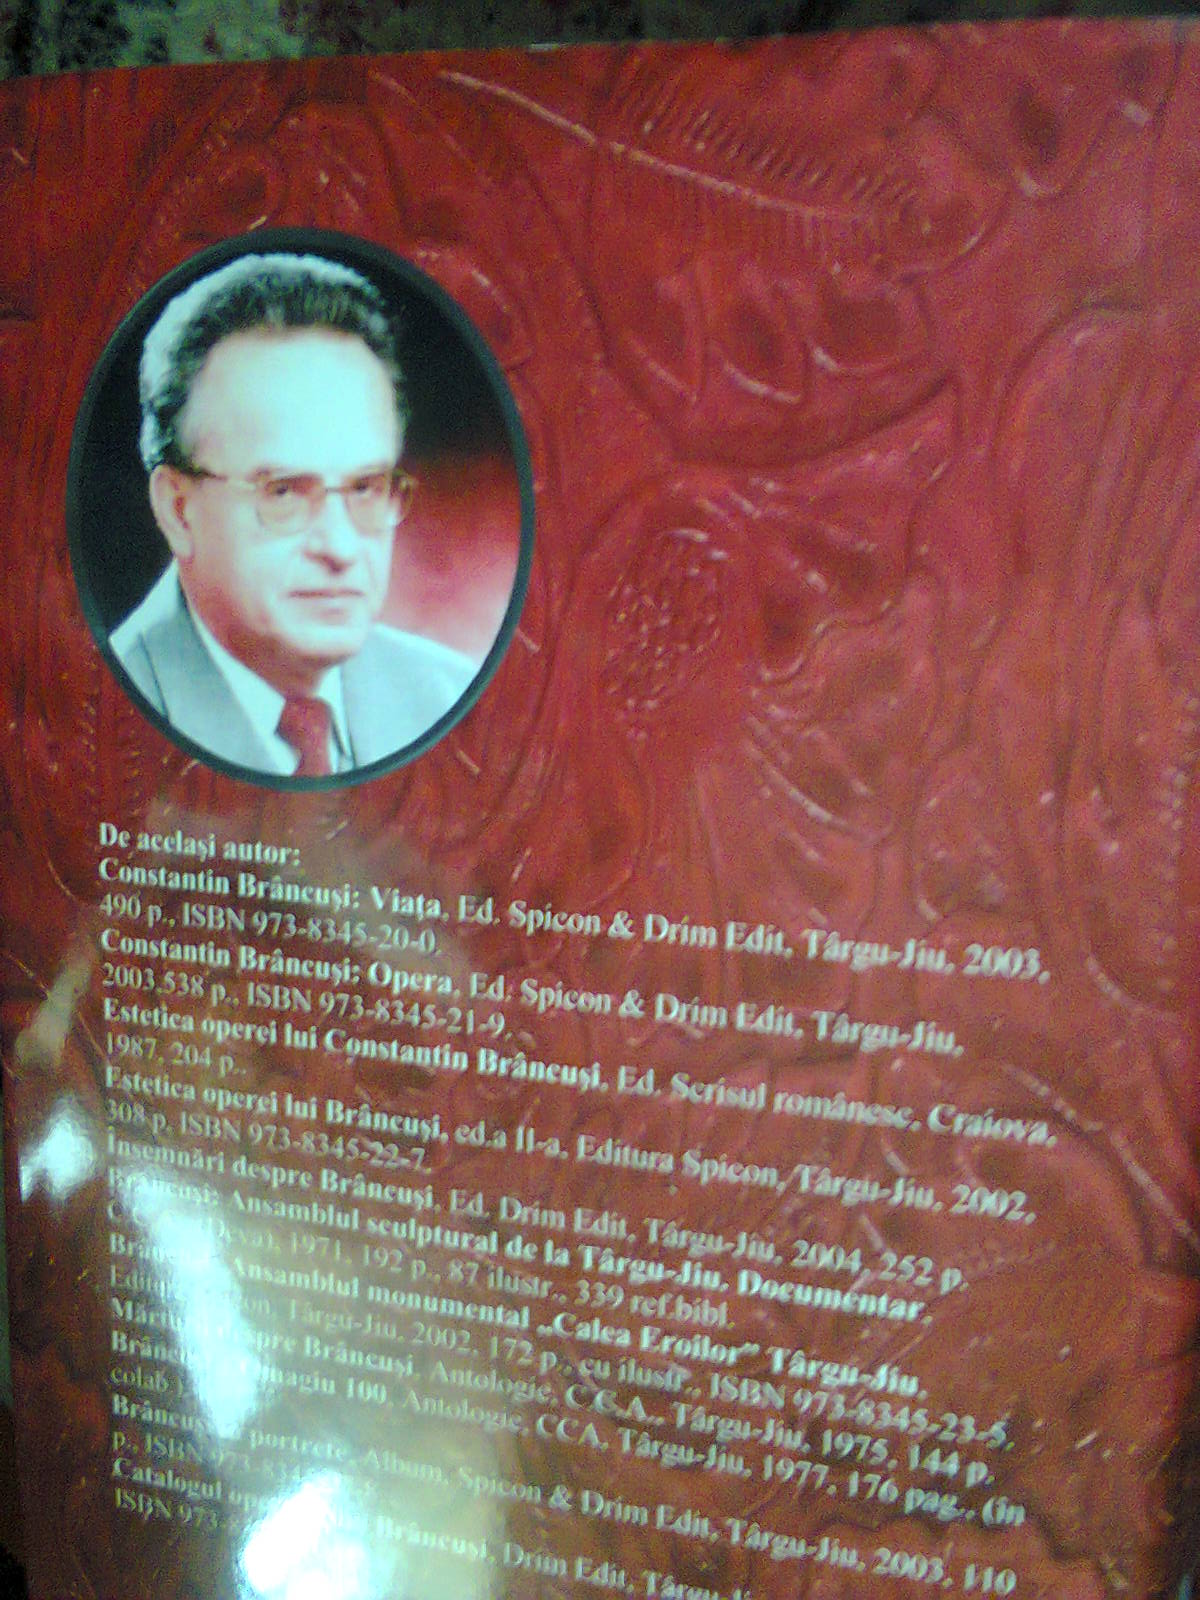 De același autor:
Constantin Brâncuși: Viața, Ed. Spicon & Drim Edit, Târgu-Jiu, 2003,
490 p., ISBN 973-8345-20-0,
Constantin Brâncuși: Opera, Ed. Spicon & Drim Edit, Târgu-Jiu,
2003,538 p., ISBN 973-8345-21-9,
Estetica operei lui Constantin Brâncuși, Ed. Scrisul românesc, Craiova,
1987, 204 p.,
Estetica operei lui Brâncuși, ed.a II-a, Editura Spicon,/Târgu-Jiu, 2002,
308 p, ISBN 973-8345-22-7,
Însemnări despre Brâncuși, Ed. Drim Edit, Târgu-Jiu, 2004, 252 p.
Brâncuși: Ansamblul sculptural de la Târgu-Jiu. Documentar,
Deva), 1971, 192 p., 87 ilustr., 339 ref.bibl.
Ansamblul monumental „Calea Eroilor” Târgu-Jiu,
Târgu-Jiu, 2002, 172 p., cu ilustr., ISBN 973-8345-23-5,
despre Brâncuși, Antologie, C.C.A., Târgu-Jiu, 1975, 144 p.
100, Antologie, CCA, Târgu-Jiu, 1977, 176 pag., (în
colab.),
portrete, Album, Spicon & Drim Edit, Târgu-Jiu, 2003, 110
p., ISBN
Catalogul Brâncuși, Drim Edit,
ISBN